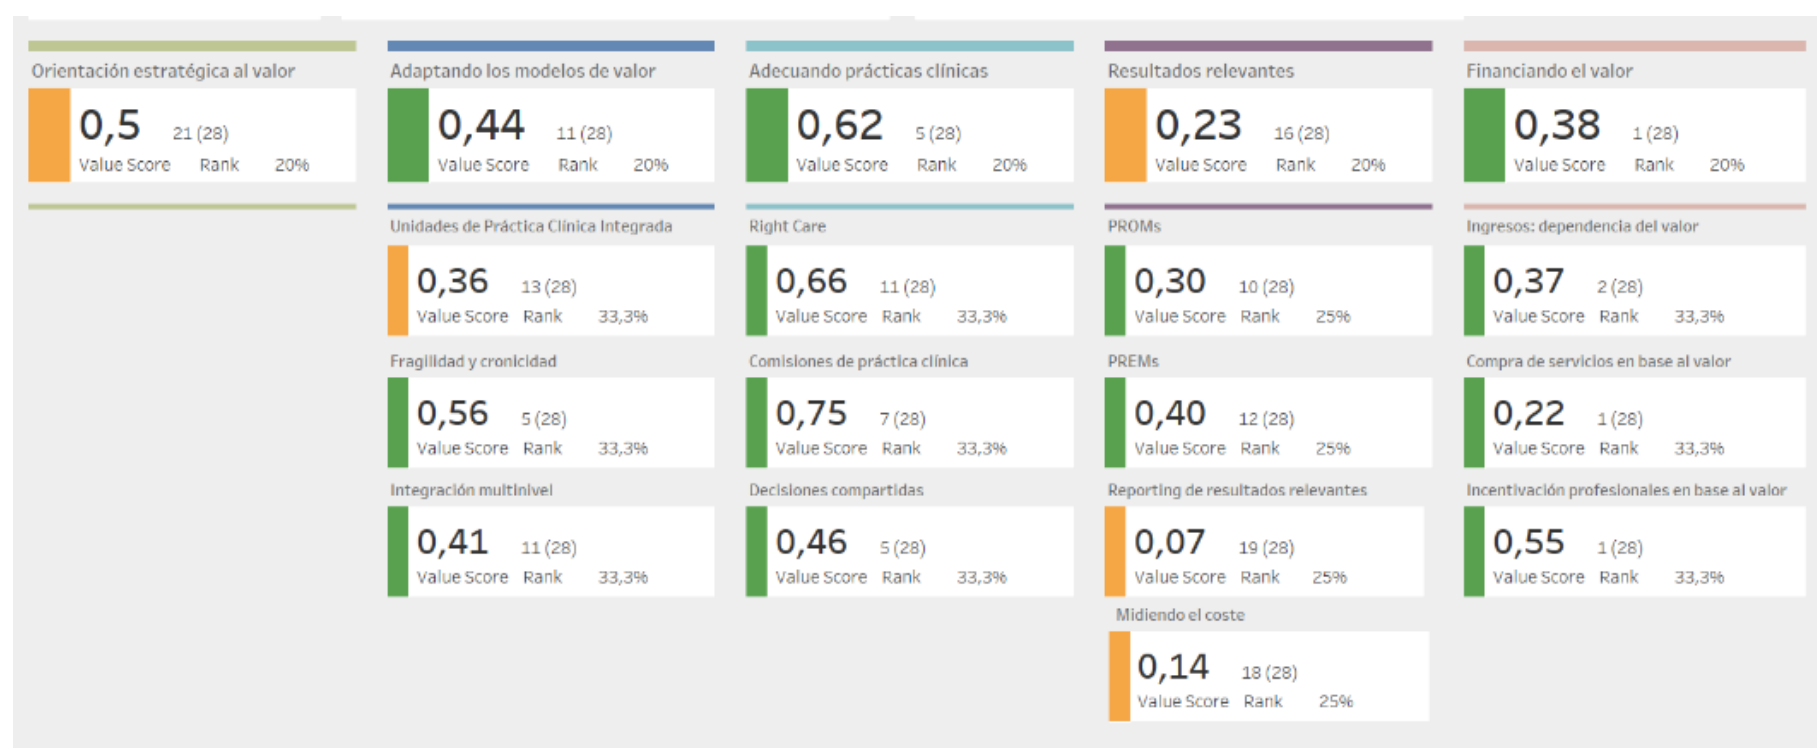 Orientación estratégica al valor
0,5 21 (28)
Value Score Rank 20%
Adaptando los modelos de valor
0,44 11 (28)
Value Score Rank 20%
Adecuando prácticas clínicas
0,62 5 (28)
Value Score Rank 20%
Resultados relevantes
0,23 16 (28)
Value Score Rank 20%
Financiando el valor
0,38 1 (28)
Value Score Rank 20%
Unidades de Práctica Clínica Integrada
0,36 13 (28)
Value Score Rank 33,3%
Fragilidad y cronicidad
0,56 5 (28)
Value Score Rank 33,3%
Integración multinivel
0,41 11 (28)
Value Score Rank 33,3%
Right Care
0,66 11 (28)
Value Score Rank 33,3%
Comisiones de práctica clínica
0,75 7 (28)
Value Score Rank 33,3%
Decisiones compartidas
0,46 5 (28)
Value Score Rank 33,3%
PROMs
0,30 10 (28)
Value Score Rank 25%
PREMs
0,40 12 (28)
Value Score Rank 25%
Reporting de resultados relevantes
0,07 19 (28)
Value Score Rank 25%
Midiendo el coste
0,14 18 (28)
Value Score Rank 25%
Ingresos: dependencia del valor
0,37 2 (28)
Value Score Rank 33,3%
Compra de servicios en base al valor
0,22 1 (28)
Value Score Rank 33,3%
Incentivación profesionales en base al valor
0,55 1 (28)
Value Score Rank 33,3%